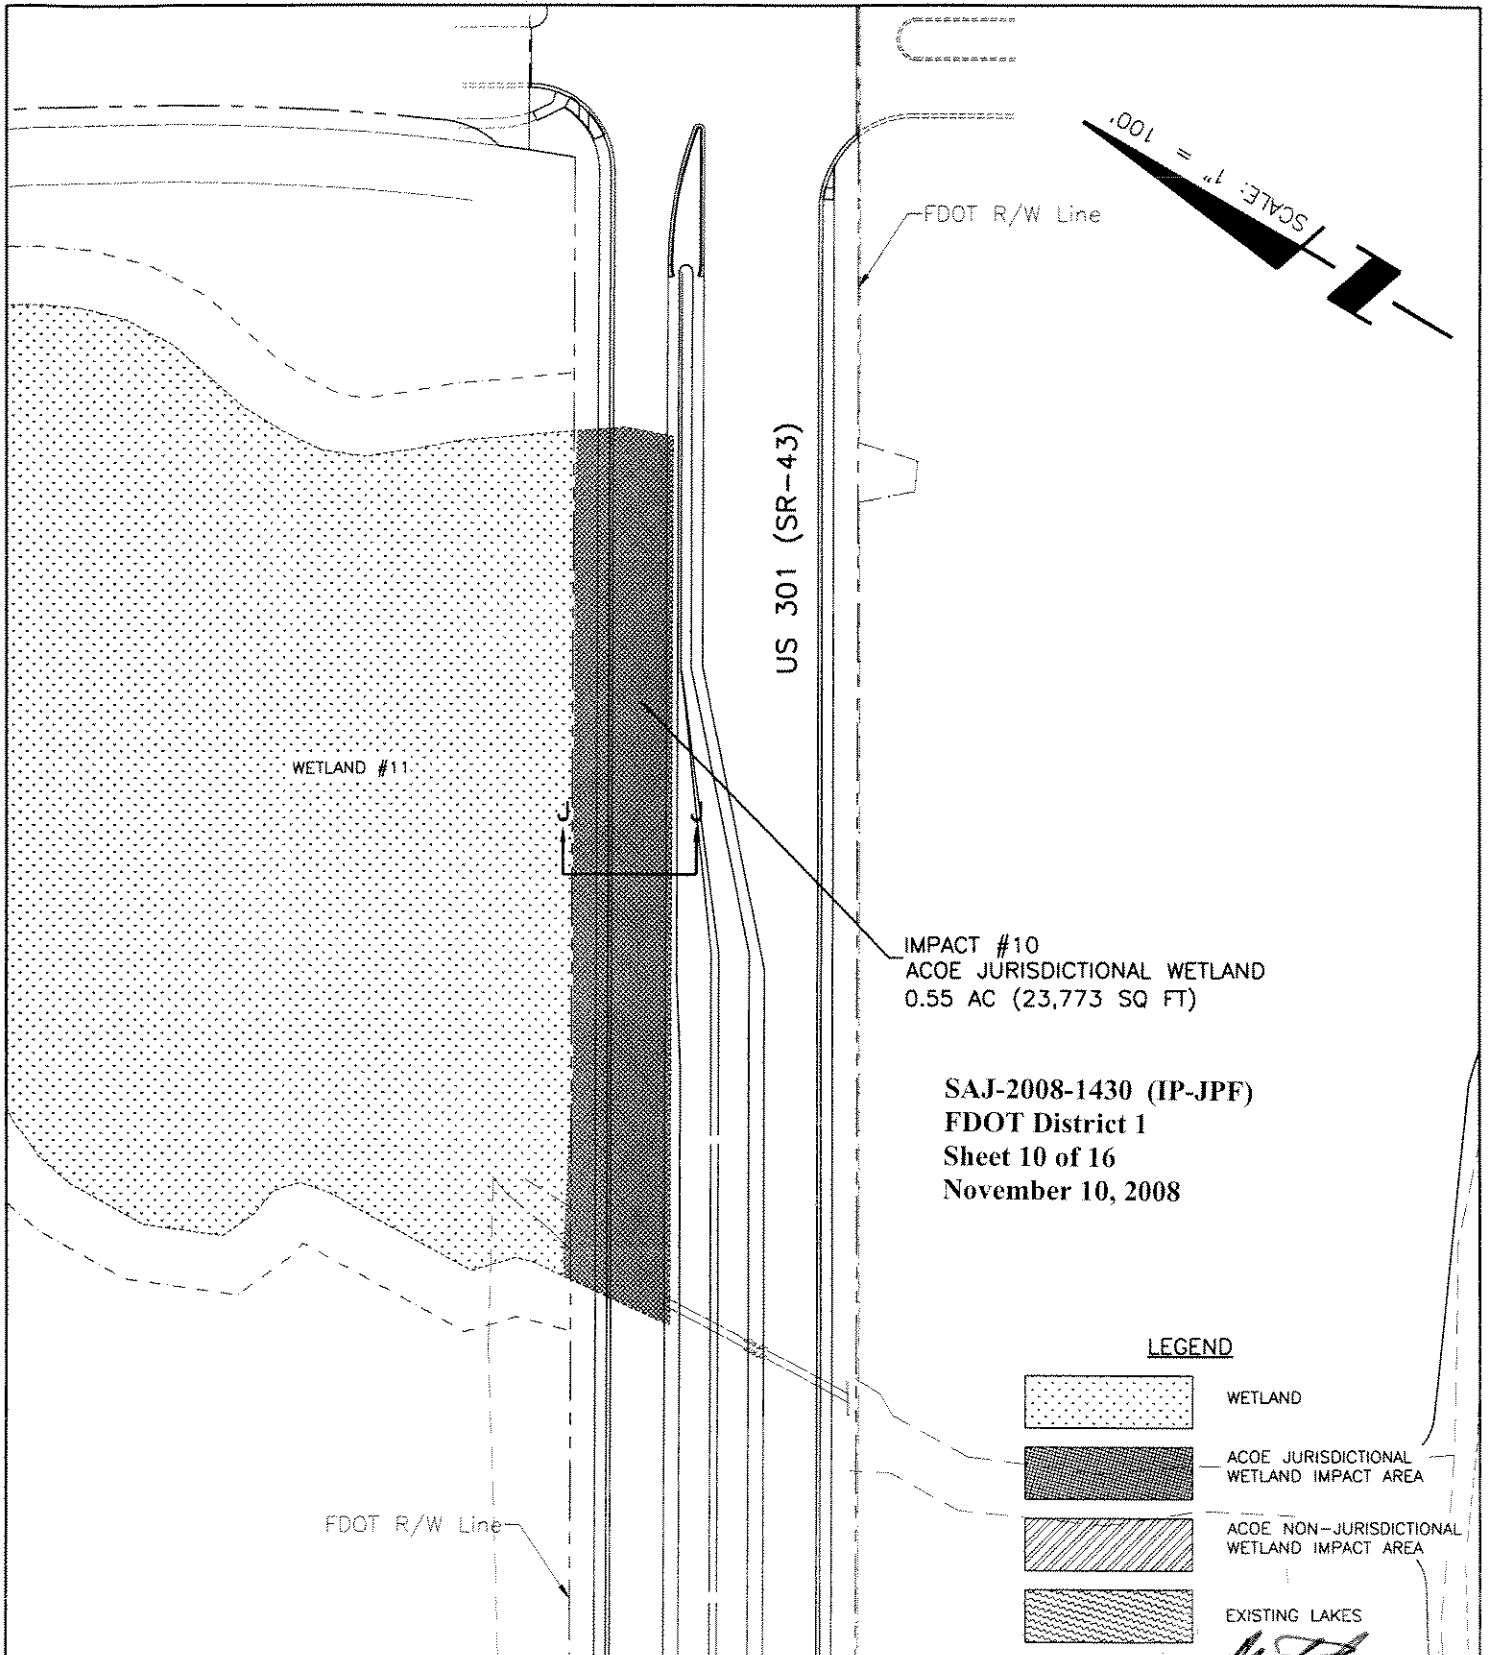 SCALE: 1" = 100'
N
FDOT R/W Line
US 301 (SR-43)
WETLAND #11
J
J
IMPACT #10
ACOE JURISDICTIONAL WETLAND
0.55 AC (23,773 SQ FT)
SAJ-2008-1430 (IP-JPF)
FDOT District 1
Sheet 10 of 16
November 10, 2008
LEGEND
WETLAND
ACOE JURISDICTIONAL
WETLAND IMPACT AREA
ACOE NON-JURISDICTIONAL
WETLAND IMPACT AREA
EXISTING LAKES
FDOT R/W Line